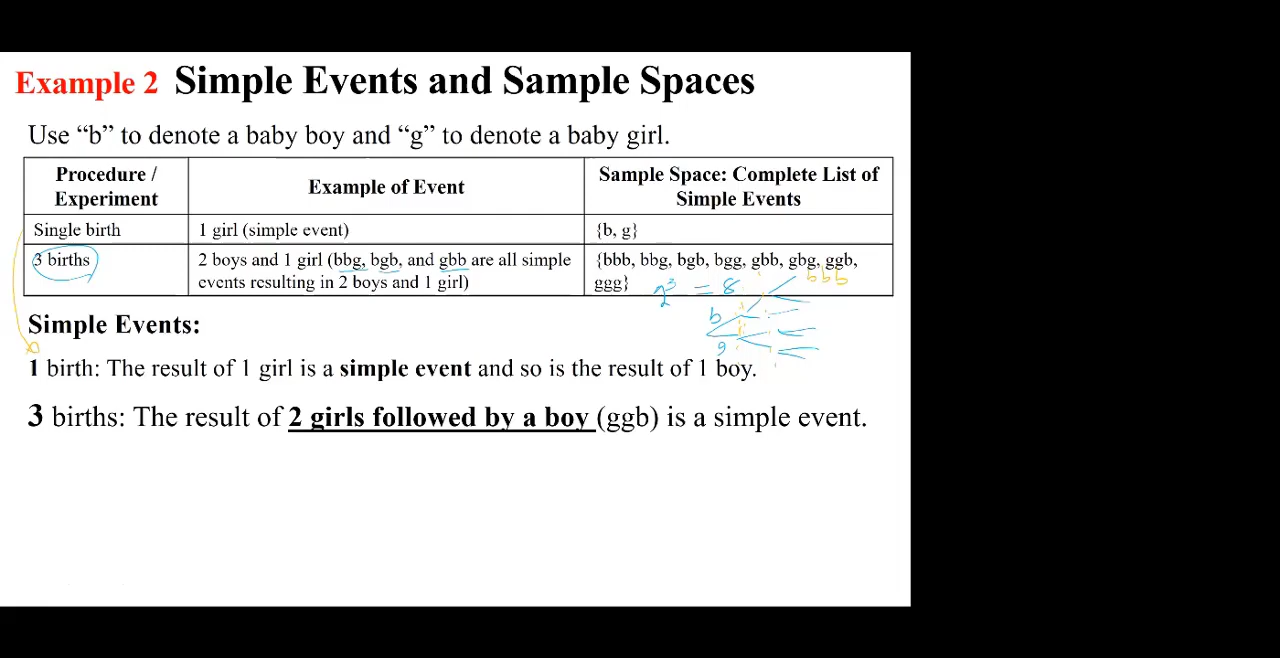 Example 2 Simple Events and Sample Spaces
Use “b” to denote a baby boy and “g” to denote a baby girl.
Procedure / Experiment
Example of Event
Sample Space: Complete List of Simple Events
Single birth
1 girl (simple event)
{b, g}
3 births
2 boys and 1 girl (bbg, bgb, and gbb are all simple
events resulting in 2 boys and 1 girl)
{bbb, bbg, bgb, bgg, gbb, gbg, ggb,
ggg}
bbb
2³ = 8
b
g
Simple Events:
1 birth: The result of 1 girl is a simple event and so is the result of 1 boy.
3 births: The result of 2 girls followed by a boy (ggb) is a simple event.